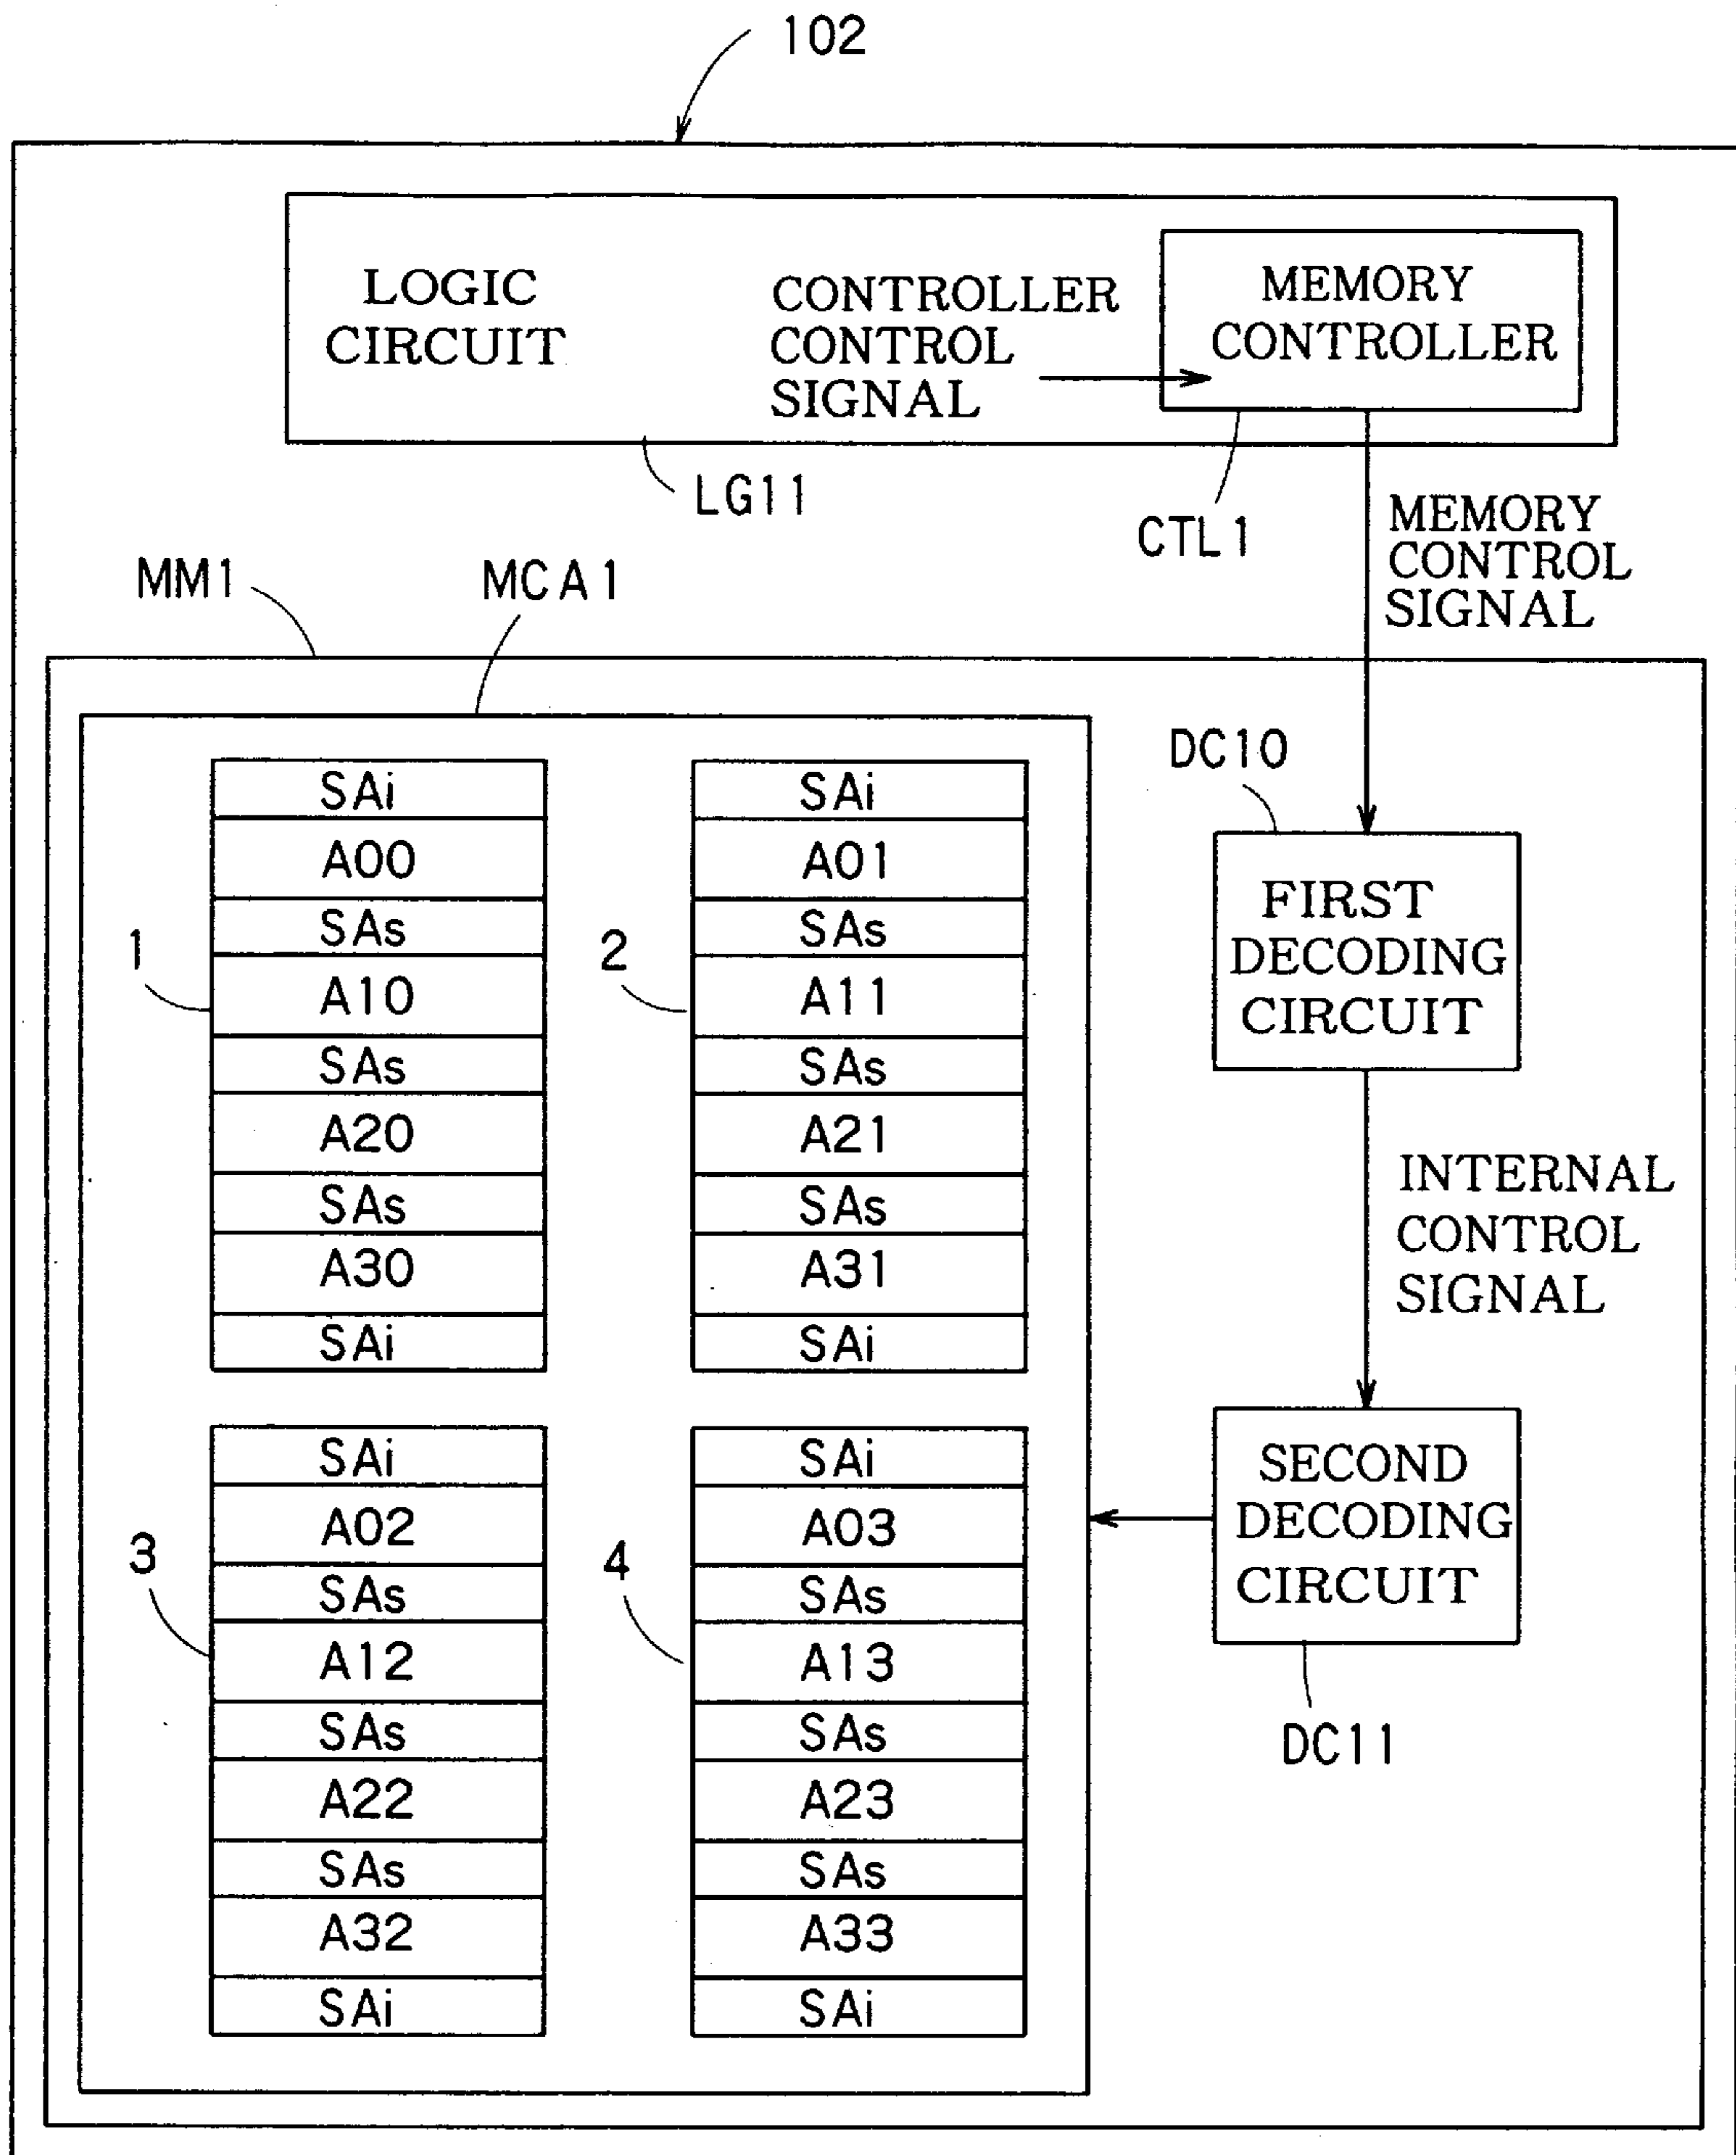 102
LOGIC
CIRCUIT
CONTROLLER
CONTROL
SIGNAL
MEMORY
CONTROLLER
LG11
CTL1
MEMORY
CONTROL
SIGNAL
MM1
MCA1
1
SAi
A00
SAs
A10
SAs
A20
SAs
A30
SAi
2
SAi
A01
SAs
A11
SAs
A21
SAs
A31
SAi
3
SAi
A02
SAs
A12
SAs
A22
SAs
A32
SAi
4
SAi
A03
SAs
A13
SAs
A23
SAs
A33
SAi
DC10
FIRST
DECODING
CIRCUIT
INTERNAL
CONTROL
SIGNAL
SECOND
DECODING
CIRCUIT
DC11